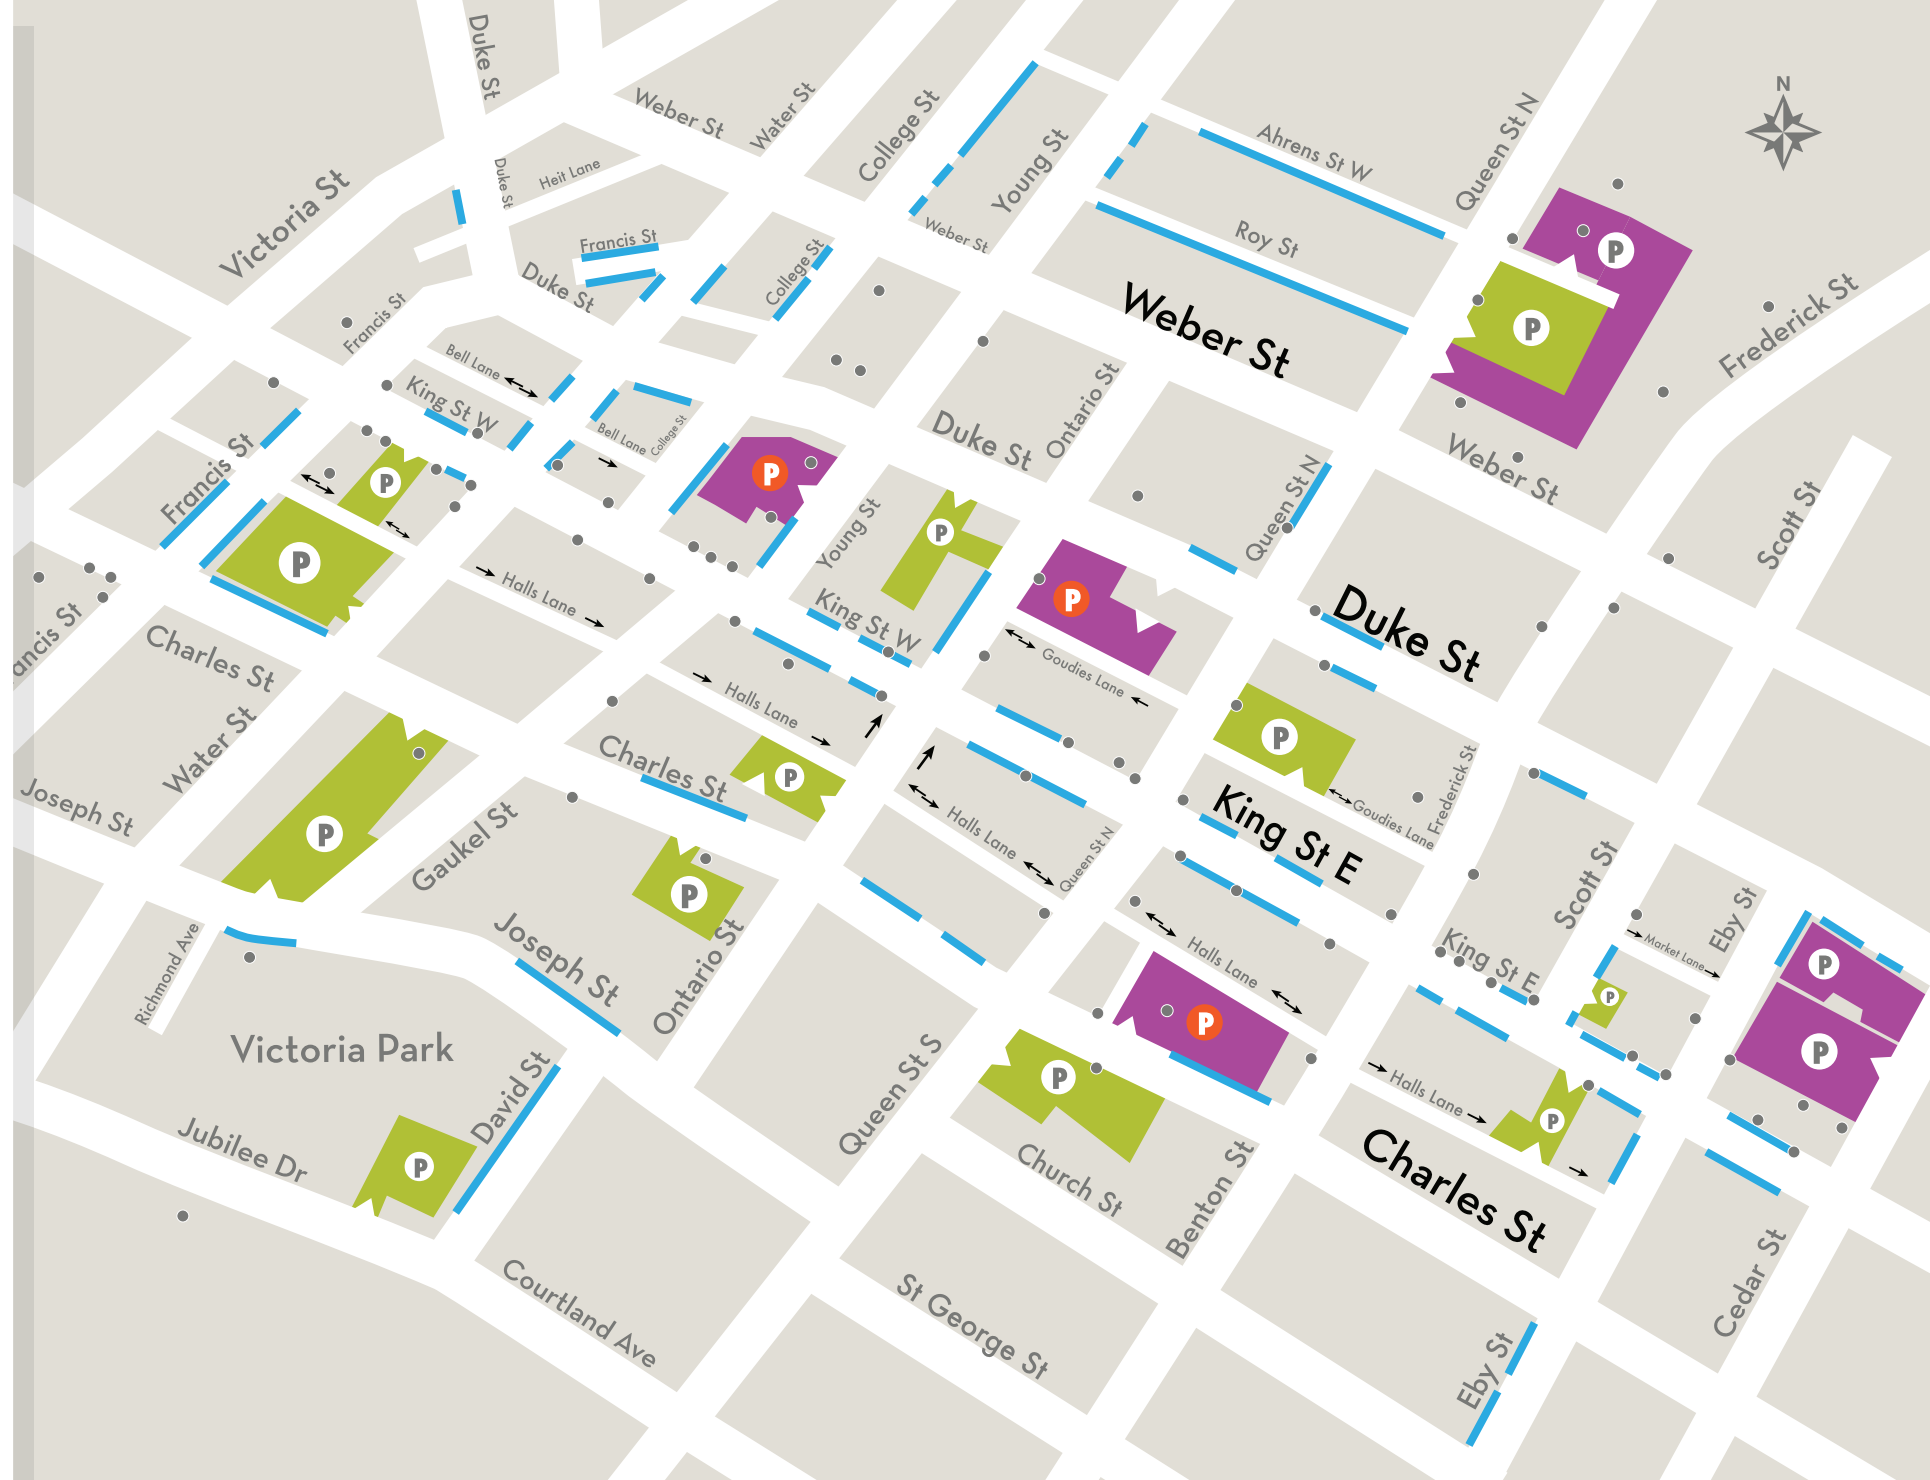 Duke St
Weber St
Water St
College St
Young St
Ahrens St W
Queen St N
N
Victoria St
Duke St
Heit Lane
Francis St
Duke St
College St
Weber St
Roy St
Weber St
P
P
Frederick St
Francis St
Bell Lane
King St W
Bell Lane
College St
Duke St
Ontario St
Queen St N
Weber St
Scott St
Francis St
P
P
P
P
Young St
Halls Lane
King St W
P
Goudies Lane
Duke St
ancis St
Charles St
Water St
Joseph St
Halls Lane
Charles St
P
P
Goudies Lane
Frederick St
King St E
P
Gaukel St
Halls Lane
Queen St N
P
Joseph St
Ontario St
Scott St
Eby St
Market Lane
King St E
P
P
P
Halls Lane
P
Richmond Ave
Victoria Park
David St
Jubilee Dr
P
Queen St S
P
Church St
Benton St
Halls Lane
P
Charles St
Courtland Ave
St George St
Cedar St
Eby St